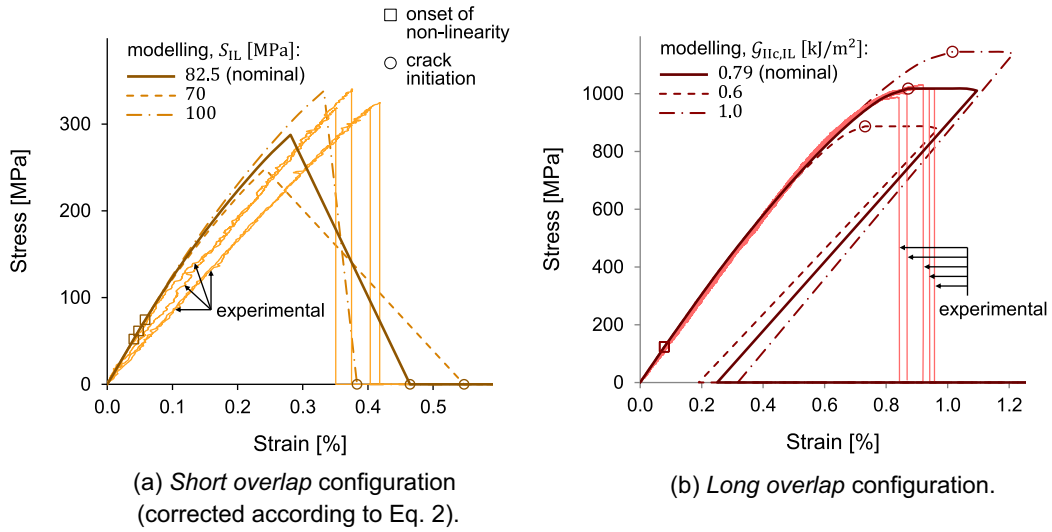 onset of
non-linearity
crack
initiation
modelling, S_IL [MPa]:
82.5 (nominal)
70
100
300
200
100
0
Stress [MPa]
experimental
0.0
0.1
0.2
0.3
0.4
0.5
Strain [%]
(a) Short overlap configuration
(corrected according to Eq. 2).
modelling, 𝒢_IIc,IL [kJ/m²]:
0.79 (nominal)
0.6
1.0
1000
800
600
400
200
0
Stress [MPa]
experimental
0.0
0.2
0.4
0.6
0.8
1.0
1.2
Strain [%]
(b) Long overlap configuration.